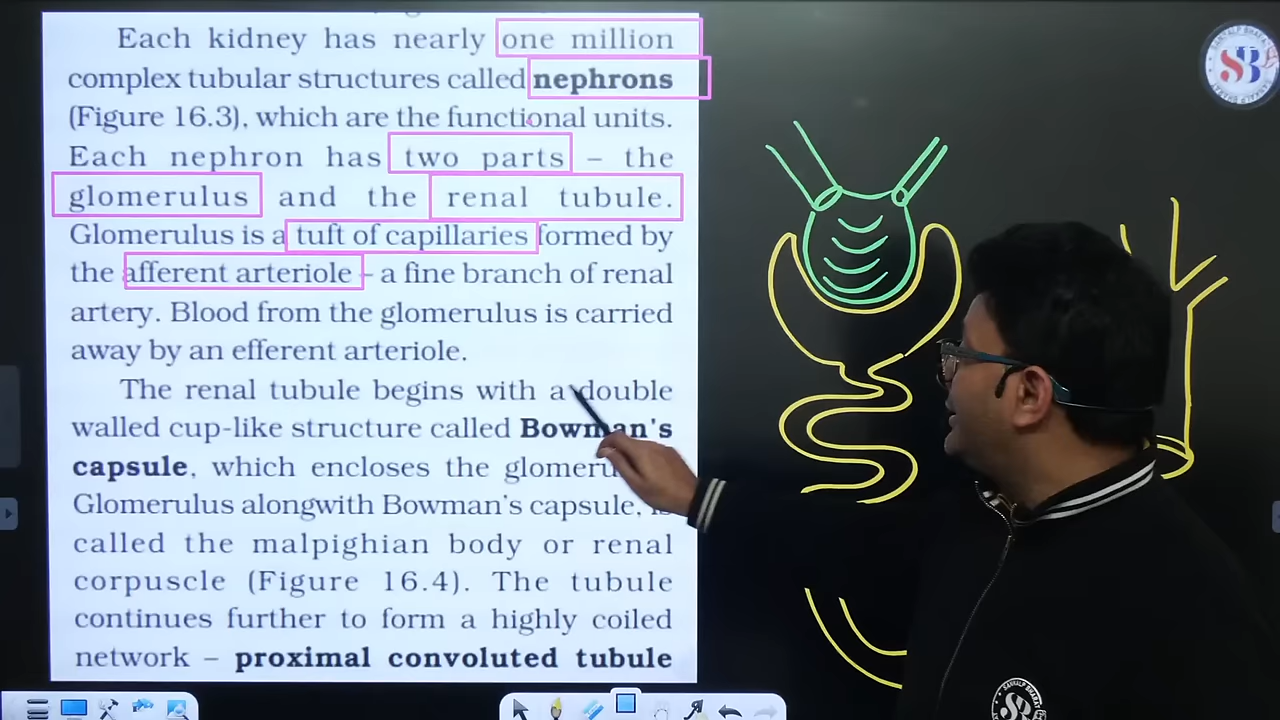 Each kidney has nearly one million
complex tubular structures called nephrons
(Figure 16.3), which are the functional units.
Each nephron has two parts – the
glomerulus and the renal tubule.
Glomerulus is a tuft of capillaries formed by
the afferent arteriole – a fine branch of renal
artery. Blood from the glomerulus is carried
away by an efferent arteriole.
The renal tubule begins with a double
walled cup-like structure called Bowman's
capsule, which encloses the
Glomerulus alongwith Bowman's capsule, is
called the malpighian body or renal
corpuscle (Figure 16.4). The tubule
continues further to form a highly coiled
network – proximal convoluted tubule
SB
SB